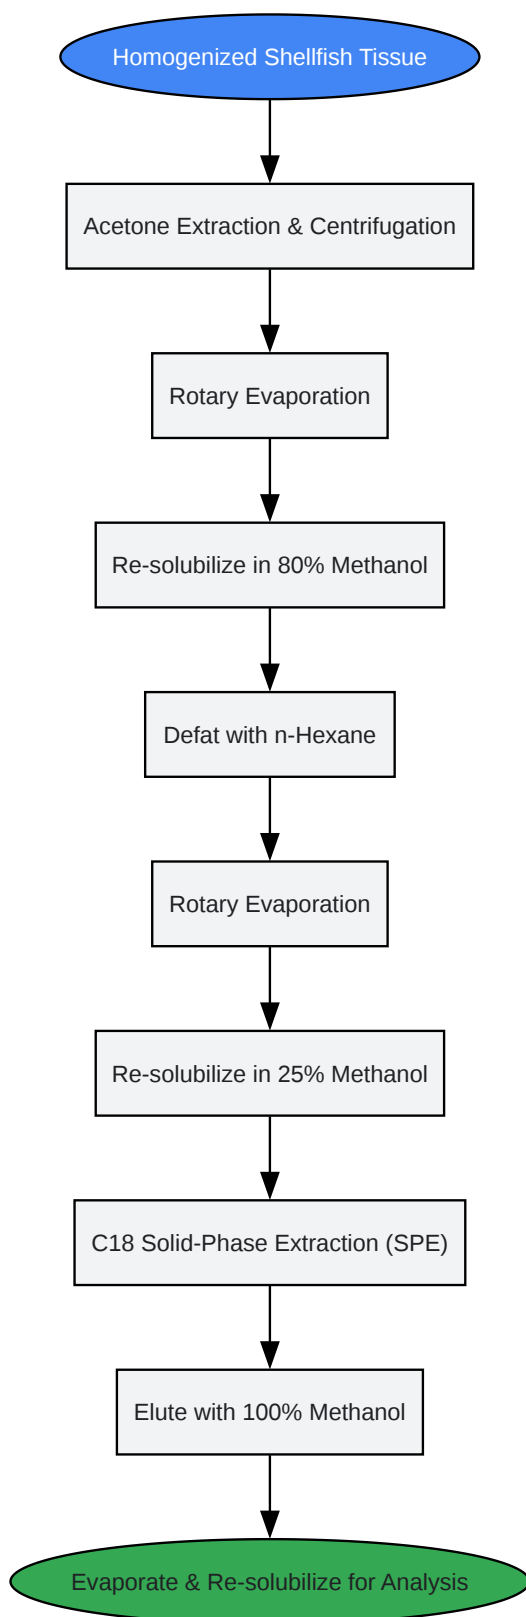 Homogenized Shellfish Tissue
Acetone Extraction & Centrifugation
Rotary Evaporation
Re-solubilize in 80% Methanol
Defat with n-Hexane
Rotary Evaporation
Re-solubilize in 25% Methanol
C18 Solid-Phase Extraction (SPE)
Elute with 100% Methanol
Evaporate & Re-solubilize for Analysis